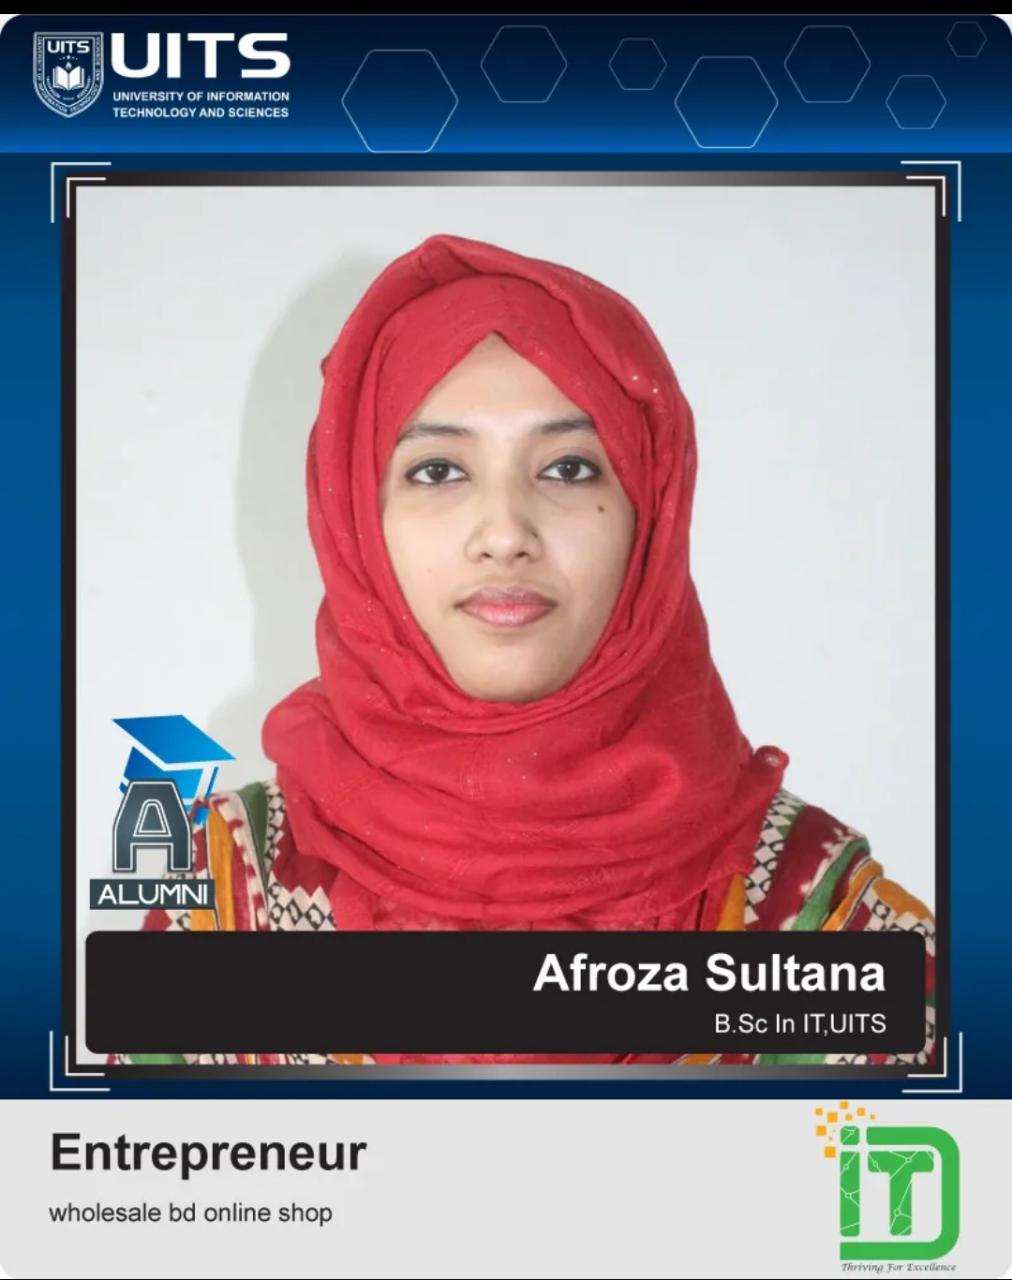 UITS
UITS
UNIVERSITY OF INFORMATION
TECHNOLOGY AND SCIENCES
ALUMNI
Afroza Sultana
B.Sc In IT,UITS
Entrepreneur
wholesale bd online shop
iTD
Thriving For Excellence